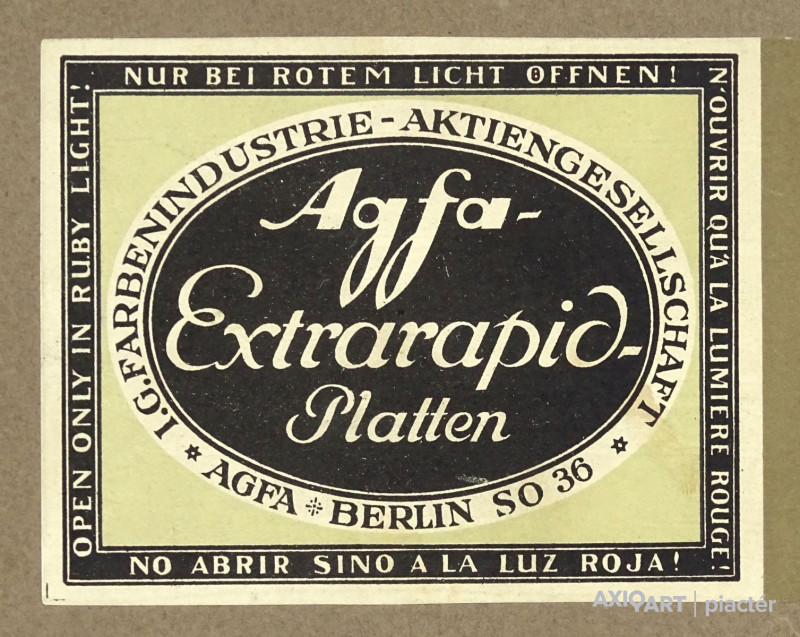 NUR BEI ROTEM LICHT ÖFFNEN!
OPEN ONLY IN RUBY LIGHT!
N'OUVRIR QU'À LA LUMIERE ROUGE!
I.G. FARBENINDUSTRIE - AKTIENGESELLSCHAFT
Agfa-
Extrarapid-
Platten
AGFA BERLIN SO 36
NO ABRIR SINO A LA LUZ ROJA!
AXIOART | piactér